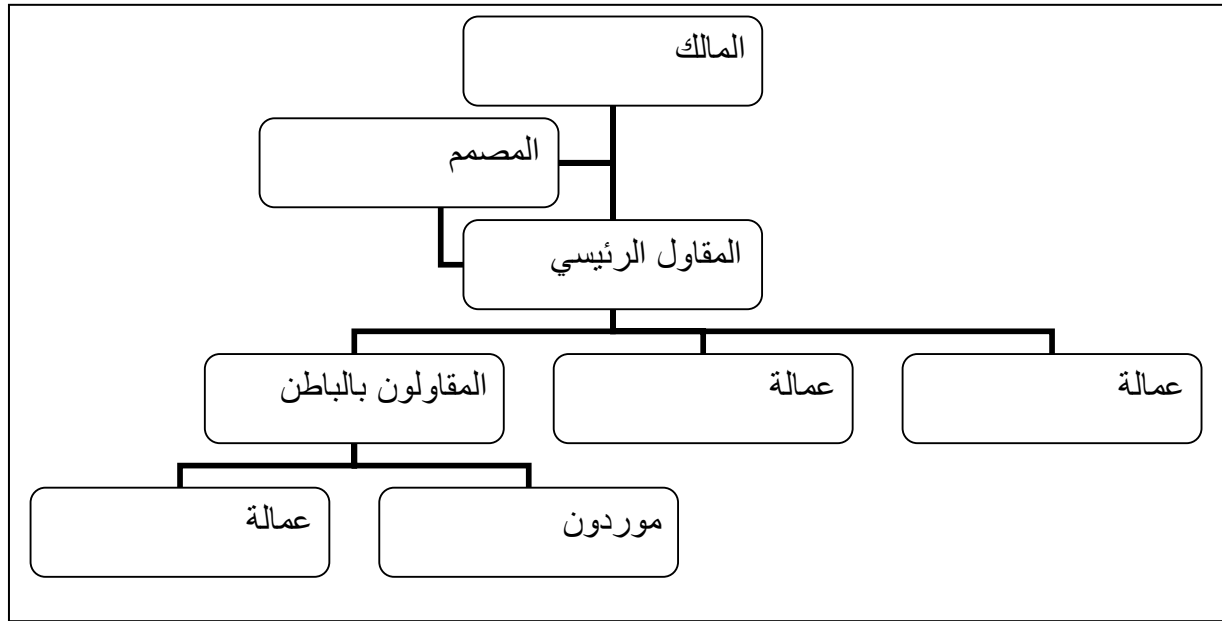 المالك
المصمم
المقاول الرئيسي
عمالة
عمالة
المقاولون بالباطن
موردون
عمالة